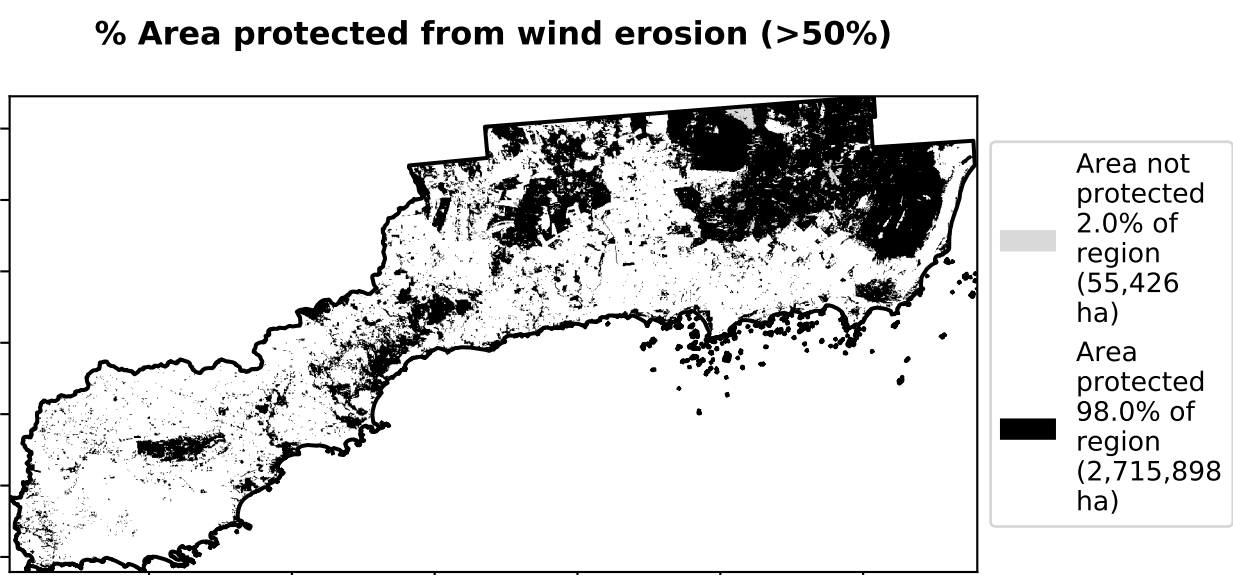 % Area protected from wind erosion (>50%)
Area not
protected
2.0% of
region
(55,426
ha)
Area
protected
98.0% of
region
(2,715,898
ha)